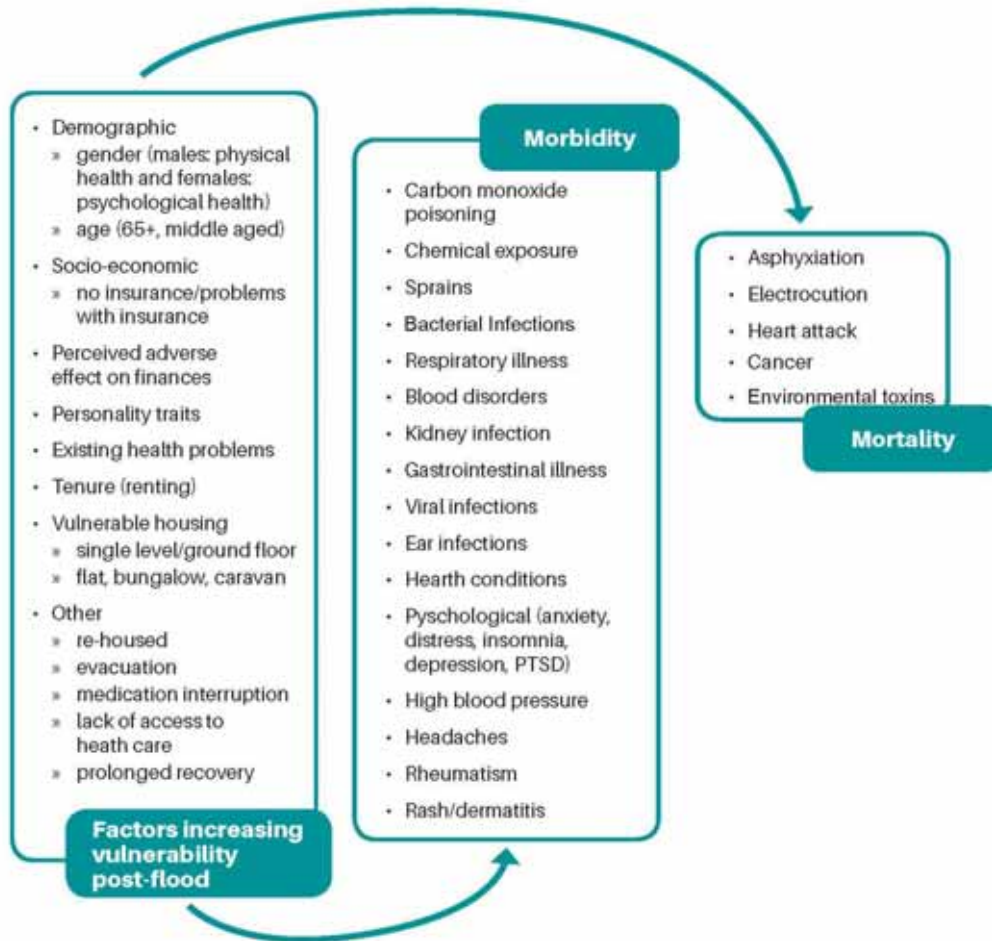 • Demographic
» gender (males: physical
health and females:
psychological health)
» age (65+, middle aged)
• Socio-economic
» no insurance/problems
with insurance
• Perceived adverse
effect on finances
• Personality traits
• Existing health problems
• Tenure (renting)
• Vulnerable housing
» single level/ground floor
» flat, bungalow, caravan
• Other
» re-housed
» evacuation
» medication interruption
» lack of access to
heath care
» prolonged recovery
Factors increasing
vulnerability
post-flood
Morbidity
• Carbon monoxide
poisoning
• Chemical exposure
• Sprains
• Bacterial Infections
• Respiratory illness
• Blood disorders
• Kidney infection
• Gastrointestinal illness
• Viral infections
• Ear infections
• Hearth conditions
• Pyschological (anxiety,
distress, insomnia,
depression, PTSD)
• High blood pressure
• Headaches
• Rheumatism
• Rash/dermatitis
• Asphyxiation
• Electrocution
• Heart attack
• Cancer
• Environmental toxins
Mortality